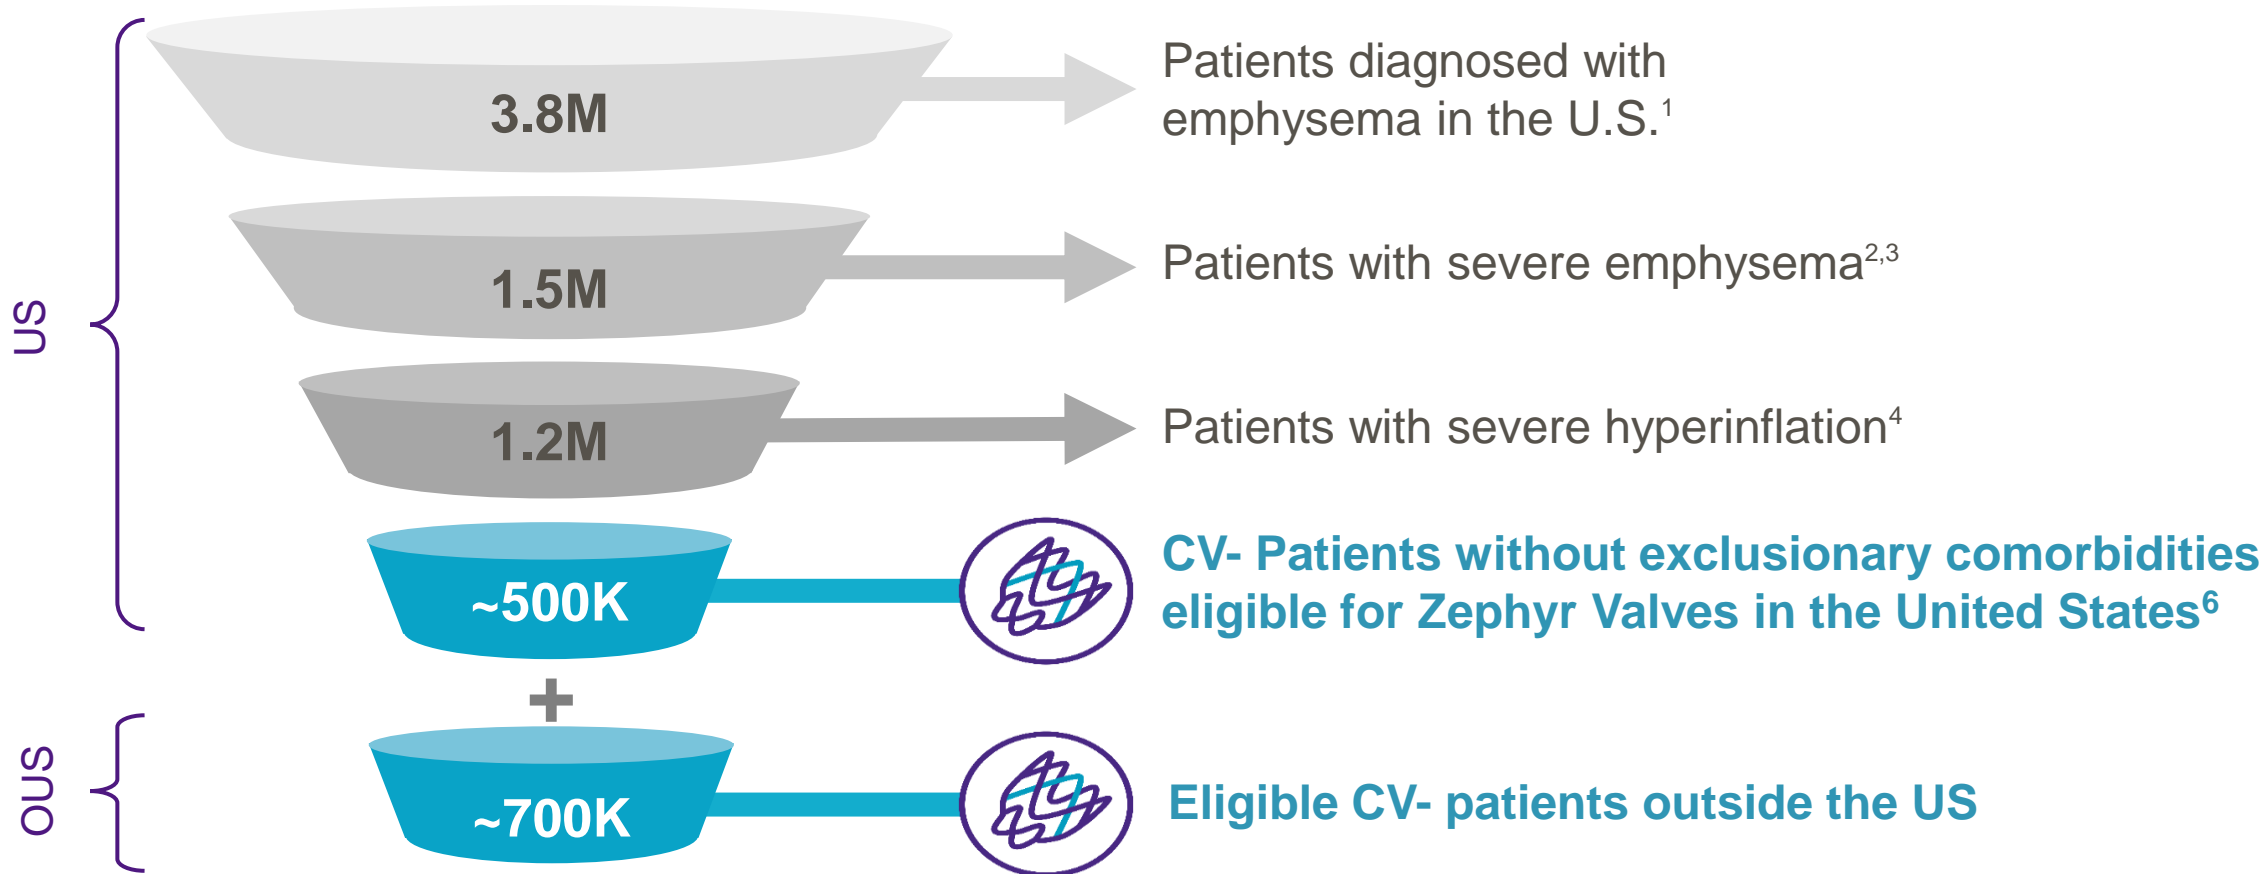 US
3.8M
Patients diagnosed with
emphysema in the U.S.1
1.5M
Patients with severe emphysema2,3
1.2M
Patients with severe hyperinflation4
~500K
CV- Patients without exclusionary comorbidities
eligible for Zephyr Valves in the United States6
+
OUS
~700K
Eligible CV- patients outside the US